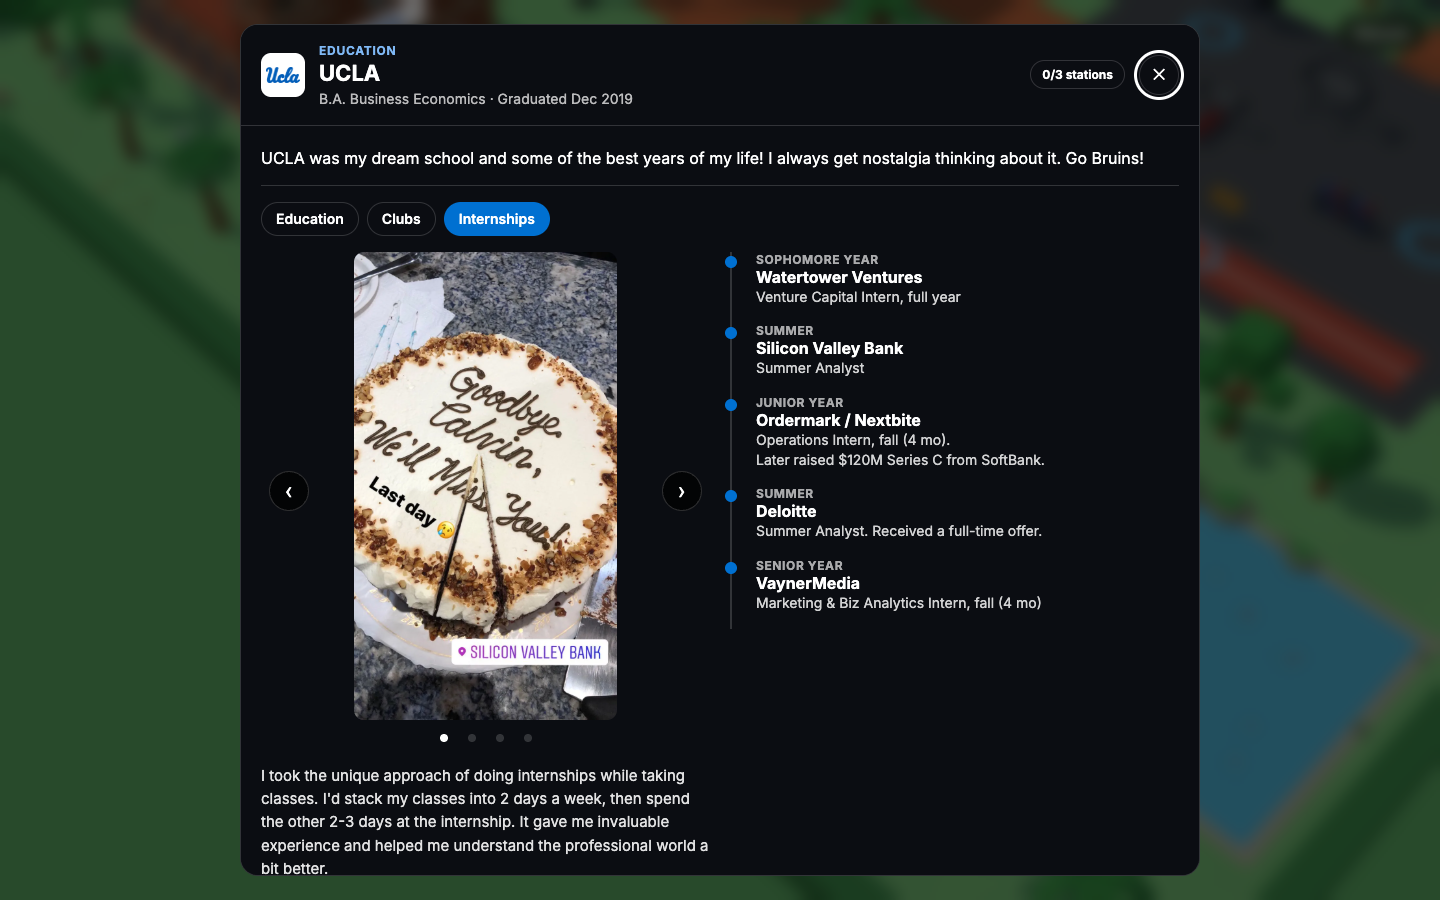 EDUCATION
Ucla
UCLA
B.A. Business Economics · Graduated Dec 2019
0/3 stations
UCLA was my dream school and some of the best years of my life! I always get nostalgia thinking about it. Go Bruins!
Education
Clubs
Internships
Goodbye
Calvin,
We'll Miss You!
Last day 😥
SILICON VALLEY BANK
SOPHOMORE YEAR
Watertower Ventures
Venture Capital Intern, full year
SUMMER
Silicon Valley Bank
Summer Analyst
JUNIOR YEAR
Ordermark / Nextbite
Operations Intern, fall (4 mo).
Later raised $120M Series C from SoftBank.
SUMMER
Deloitte
Summer Analyst. Received a full-time offer.
SENIOR YEAR
VaynerMedia
Marketing & Biz Analytics Intern, fall (4 mo)
I took the unique approach of doing internships while taking
classes. I'd stack my classes into 2 days a week, then spend
the other 2-3 days at the internship. It gave me invaluable
experience and helped me understand the professional world a
bit better.